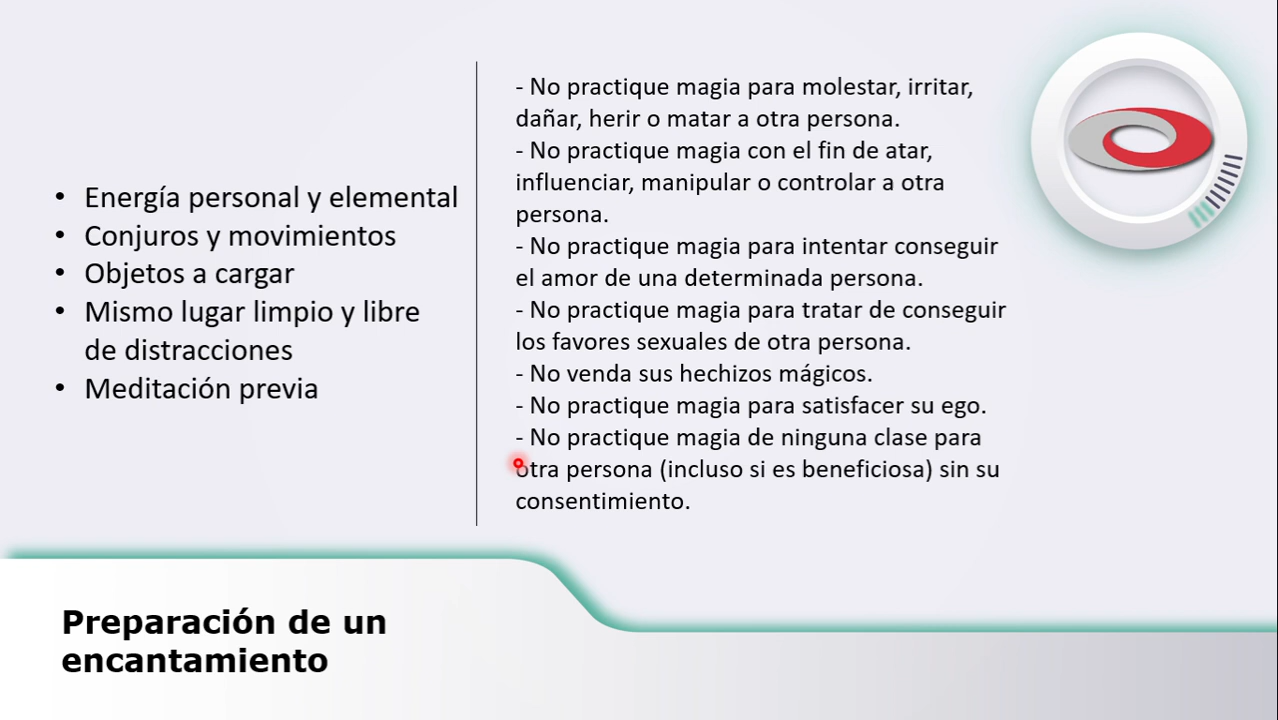 • Energía personal y elemental
• Conjuros y movimientos
• Objetos a cargar
• Mismo lugar limpio y libre
de distracciones
• Meditación previa
- No practique magia para molestar, irritar,
dañar, herir o matar a otra persona.
- No practique magia con el fin de atar,
influenciar, manipular o controlar a otra
persona.
- No practique magia para intentar conseguir
el amor de una determinada persona.
- No practique magia para tratar de conseguir
los favores sexuales de otra persona.
- No venda sus hechizos mágicos.
- No practique magia para satisfacer su ego.
- No practique magia de ninguna clase para
otra persona (incluso si es beneficiosa) sin su
consentimiento.
Preparación de un
encantamiento